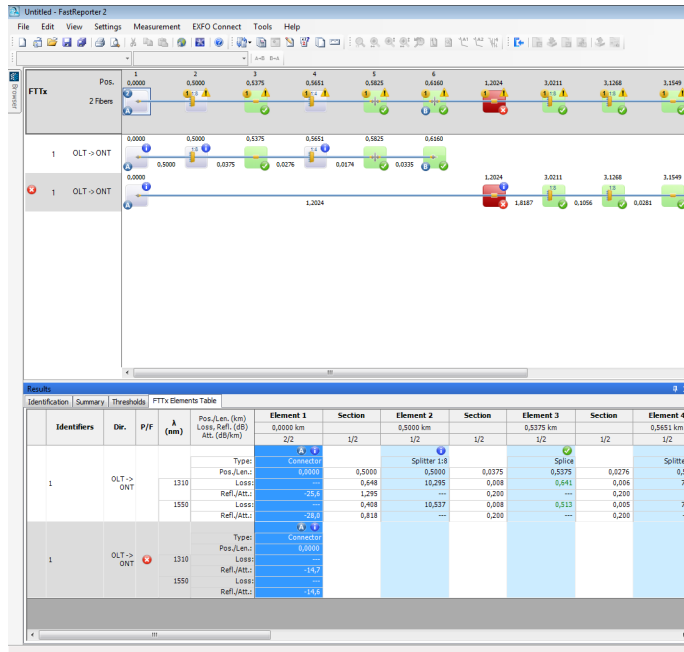 Untitled - FastReporter 2
File Edit View Settings Measurement EXFO Connect Tools Help
A→B B→A
Browser
FTTx
Pos.
2 Fibers
1 2 3 4 5 6
0,0000 0,5000 0,5375 0,5651 0,5825 0,6160 1,2024 3,0211 3,1268 3,1549
1 OLT -> ONT
0,0000 0,5000 0,5375 0,5651 0,5825 0,6160
0,5000 0,0375 0,0276 0,0174 0,0335
1 OLT -> ONT
0,0000 1,2024 3,0211 3,1268 3,1549
1,2024 1,8187 0,1056 0,0281
Results
Identification Summary Thresholds FTTx Elements Table
Identifiers Dir. P/F λ (nm) Pos./Len. (km) Element 1 Section Element 2 Section Element 3 Section Element 4
Loss, Refl. (dB) 0,0000 km 0,5000 km 0,5375 km 0,5651 km
Att. (dB/km) 2/2 1/2 1/2 1/2 1/2 1/2 1/2
Type: Connector Splitter 1:8 Splice Splitte
1 OLT -> ONT
Pos./Len.: 0,0000 0,5000 0,5000 0,0375 0,5375 0,0276
1310 Loss: --- 0,648 10,295 0,008 0,641 0,006
Refl./Att.: -25,6 1,295 --- 0,200 --- 0,200
1550 Loss: --- 0,408 10,537 0,008 0,513 0,005
Refl./Att.: -28,0 0,818 --- 0,200 --- 0,200
Type: Connector
1 OLT -> ONT
Pos./Len.: 0,0000
1310 Loss: ---
Refl./Att.: -14,7
1550 Loss: ---
Refl./Att.: -14,6